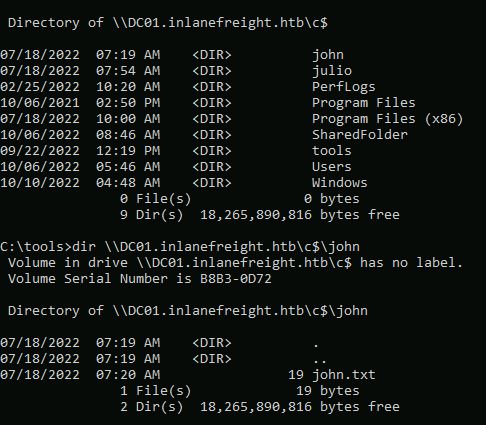 Directory of \\DC01.inlanefreight.htb\c$
07/18/2022  07:19 AM    <DIR>          john
07/18/2022  07:54 AM    <DIR>          julio
02/25/2022  10:20 AM    <DIR>          PerfLogs
10/06/2021  02:50 PM    <DIR>          Program Files
07/18/2022  10:00 AM    <DIR>          Program Files (x86)
10/06/2022  08:46 AM    <DIR>          SharedFolder
09/22/2022  12:19 PM    <DIR>          tools
10/06/2022  05:46 AM    <DIR>          Users
10/10/2022  04:48 AM    <DIR>          Windows
               0 File(s)              0 bytes
               9 Dir(s)  18,265,890,816 bytes free
C:\tools>dir \\DC01.inlanefreight.htb\c$\john
 Volume in drive \\DC01.inlanefreight.htb\c$ has no label.
 Volume Serial Number is B8B3-0D72
 Directory of \\DC01.inlanefreight.htb\c$\john
07/18/2022  07:19 AM    <DIR>          .
07/18/2022  07:19 AM    <DIR>          ..
07/18/2022  07:20 AM                19 john.txt
               1 File(s)             19 bytes
               2 Dir(s)  18,265,890,816 bytes free